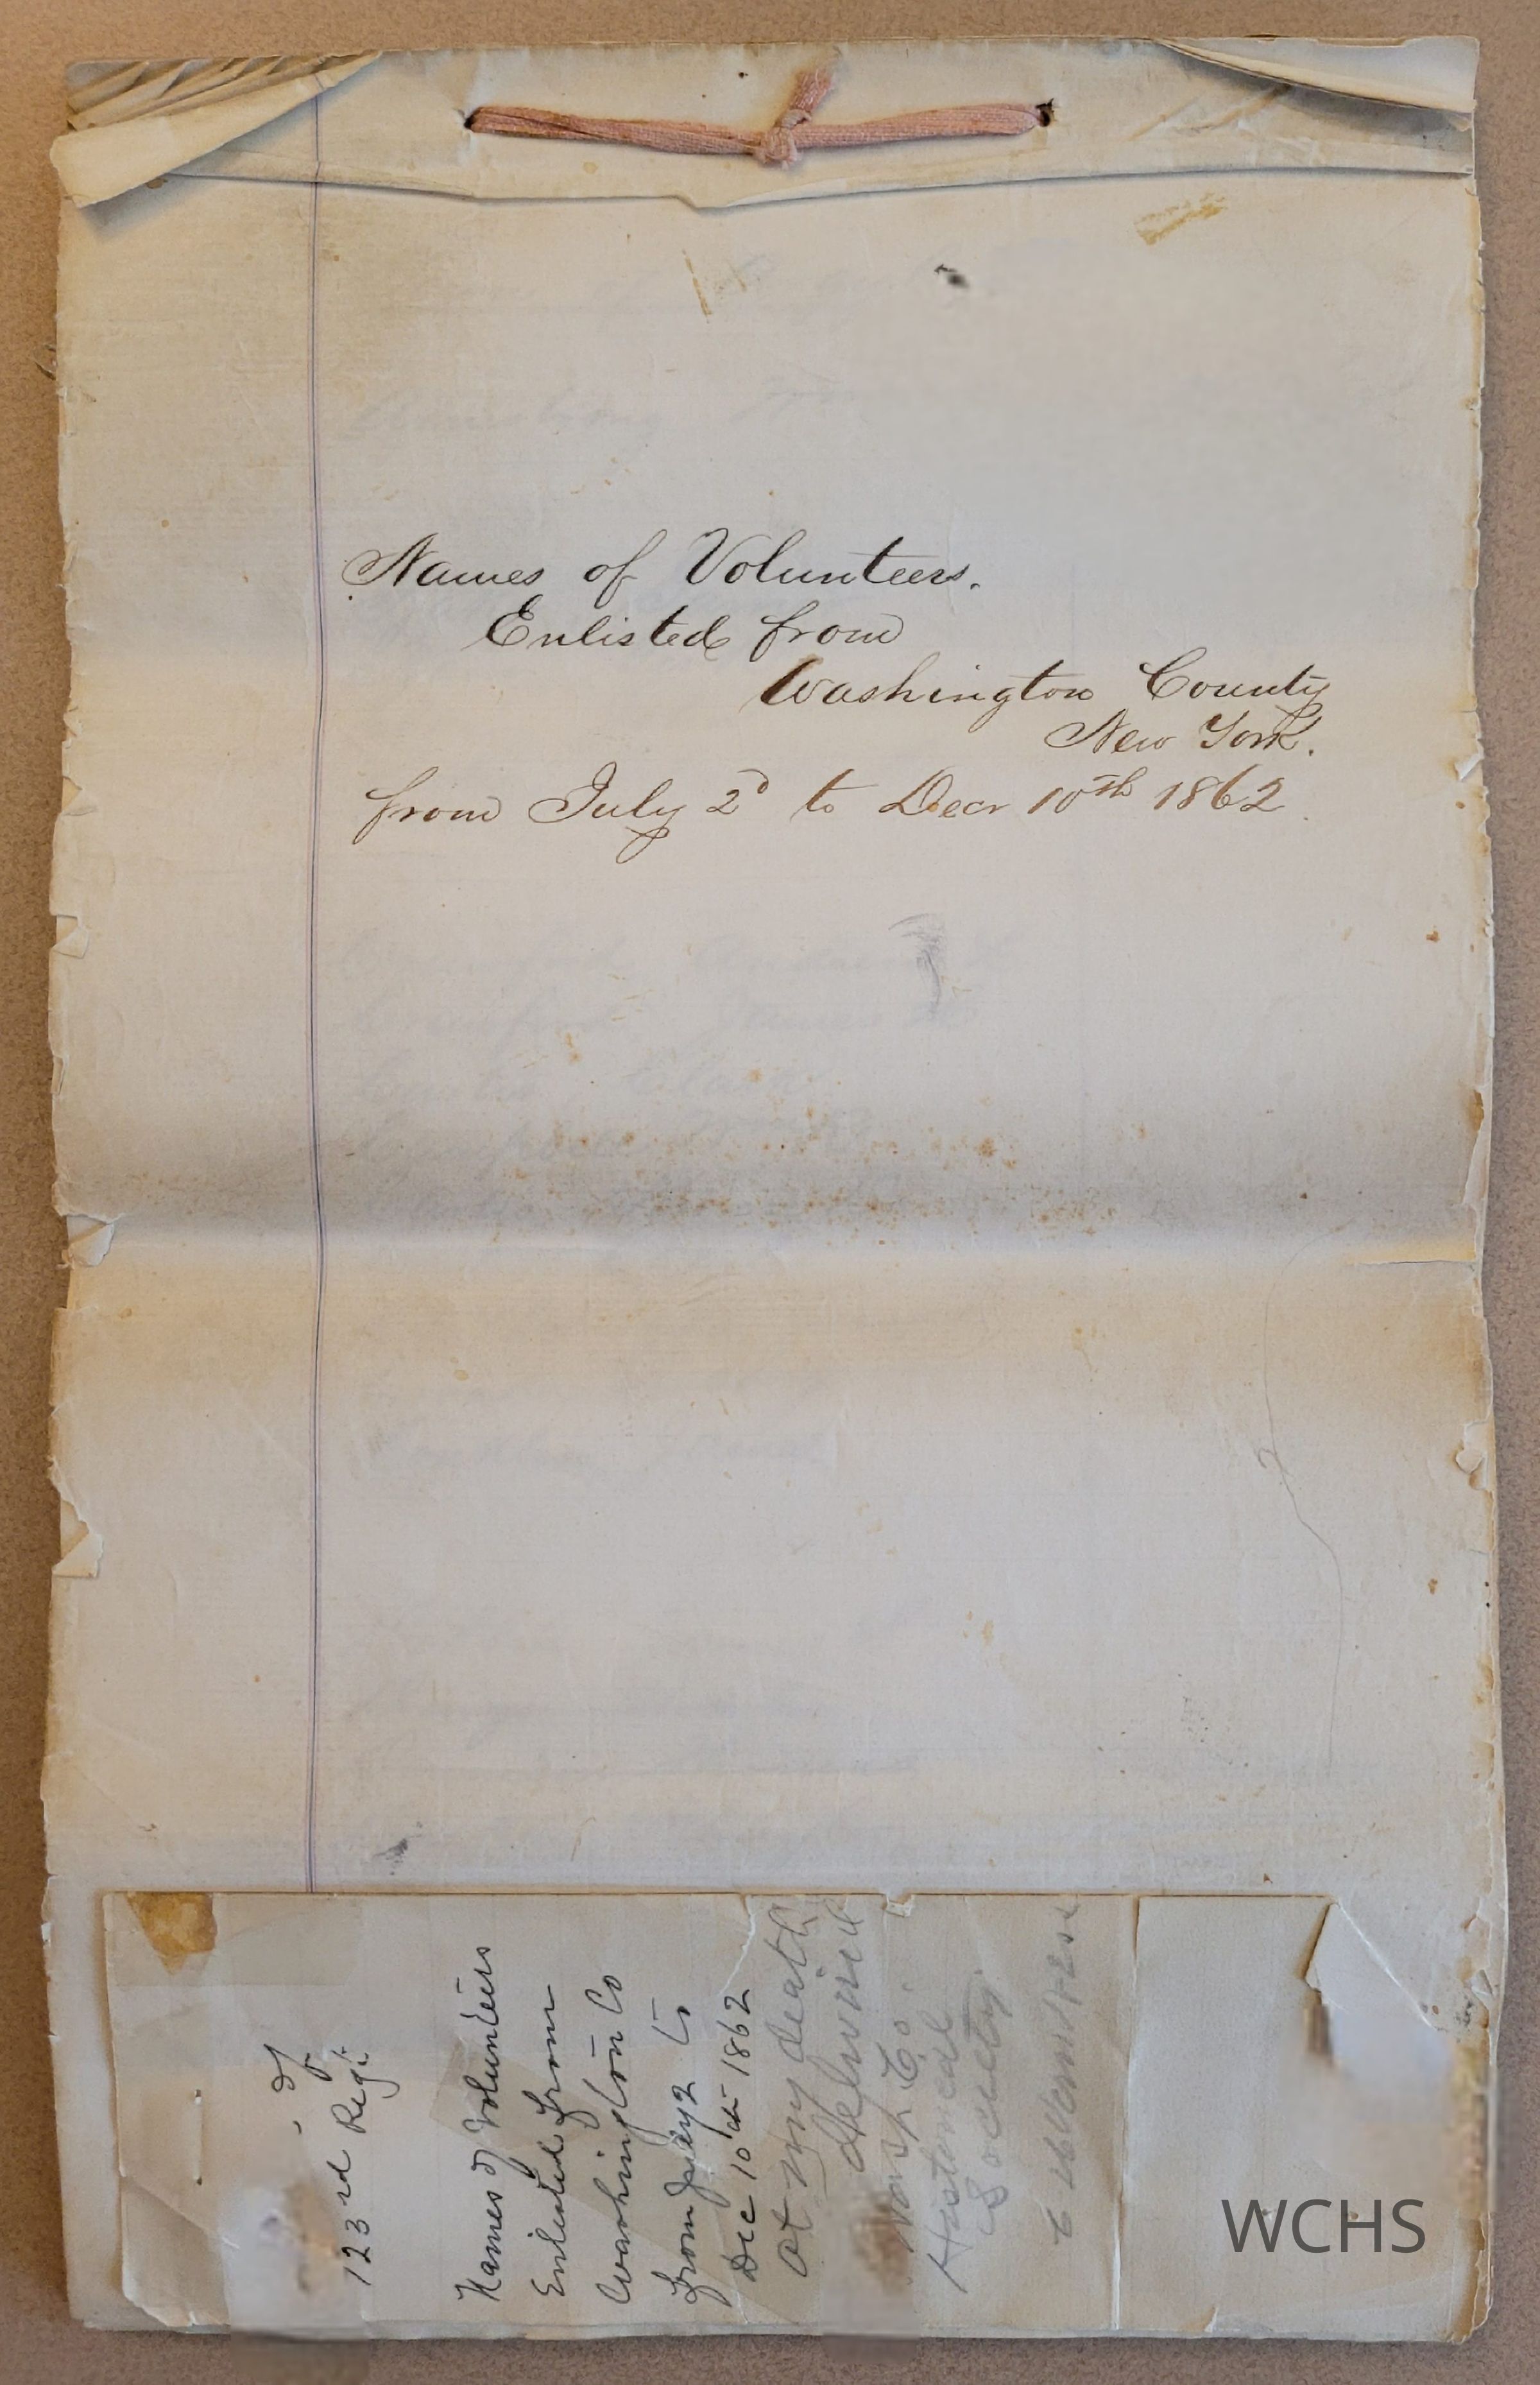 Names of Volunteers.
Enlisted from
Washington County
New York.
from July 2d to Decr 10th 1862
of
123rd Regt
Names of Volunteers
Enlisted from
Washington Co
from July 2 to
Dec 10th 1862
at my death
Wash Co.
Historical
Society.
WCHS